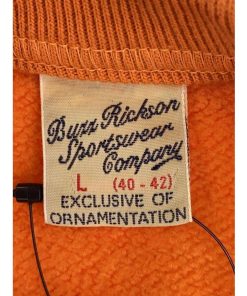 Buzz Rickson
Sportswear
Company
L (40-42)
EXCLUSIVE OF
ORNAMENTATION